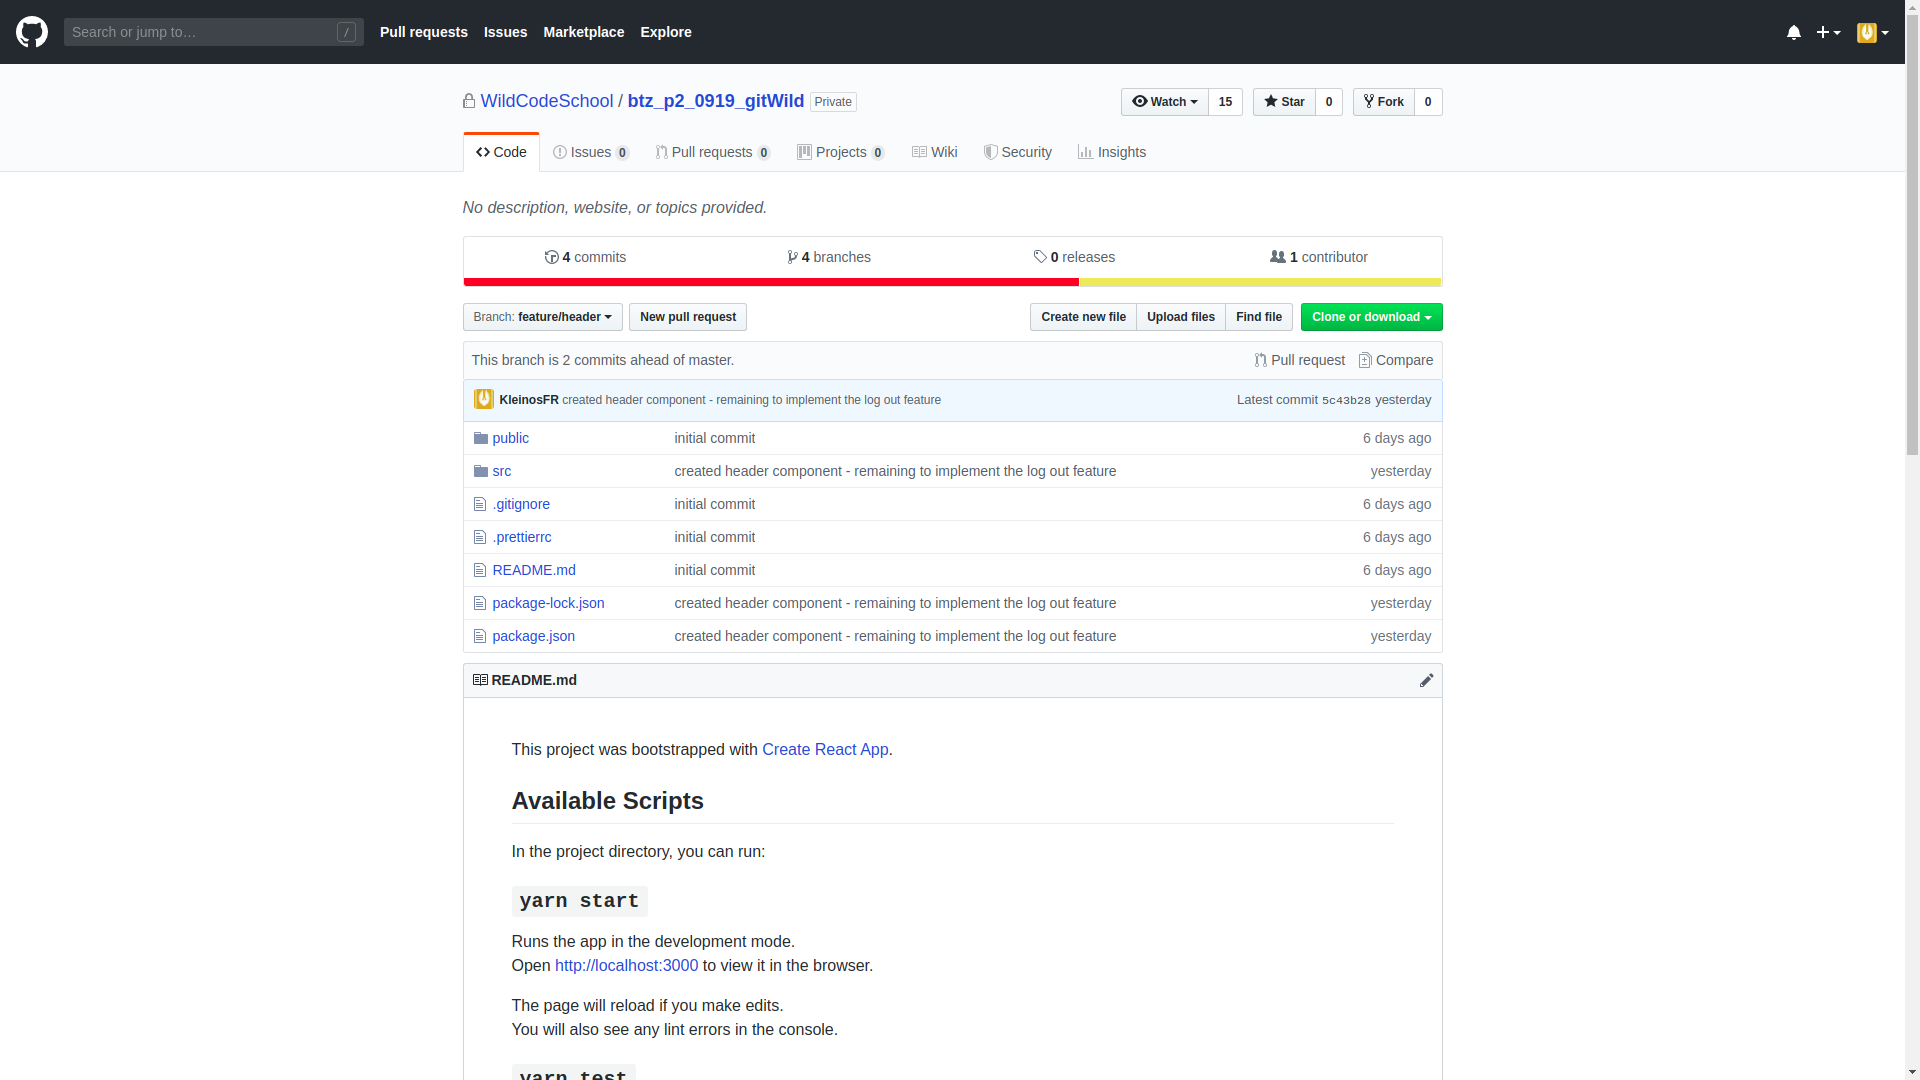 Search or jump to… /
Pull requests Issues Marketplace Explore
WildCodeSchool / btz_p2_0919_gitWild Private
Watch 15 Star 0 Fork 0
Code Issues 0 Pull requests 0 Projects 0 Wiki Security Insights
No description, website, or topics provided.
4 commits 4 branches 0 releases 1 contributor
Branch: feature/header New pull request Create new file Upload files Find file Clone or download
This branch is 2 commits ahead of master. Pull request Compare
KleinosFR created header component - remaining to implement the log out feature Latest commit 5c43b28 yesterday
public initial commit 6 days ago
src created header component - remaining to implement the log out feature yesterday
.gitignore initial commit 6 days ago
.prettierrc initial commit 6 days ago
README.md initial commit 6 days ago
package-lock.json created header component - remaining to implement the log out feature yesterday
package.json created header component - remaining to implement the log out feature yesterday
README.md
This project was bootstrapped with Create React App.
Available Scripts
In the project directory, you can run:
yarn start
Runs the app in the development mode.
Open http://localhost:3000 to view it in the browser.
The page will reload if you make edits.
You will also see any lint errors in the console.
yarn test